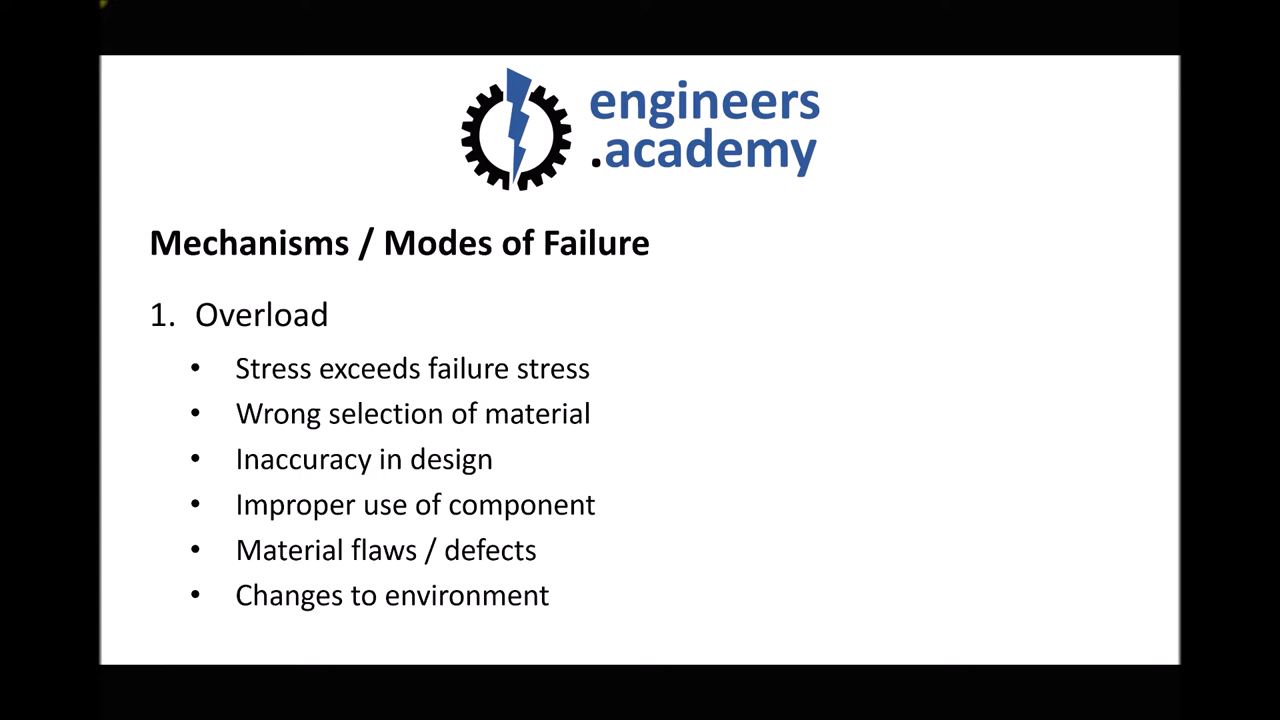 engineers
.academy
Mechanisms / Modes of Failure
1. Overload
• Stress exceeds failure stress
• Wrong selection of material
• Inaccuracy in design
• Improper use of component
• Material flaws / defects
• Changes to environment